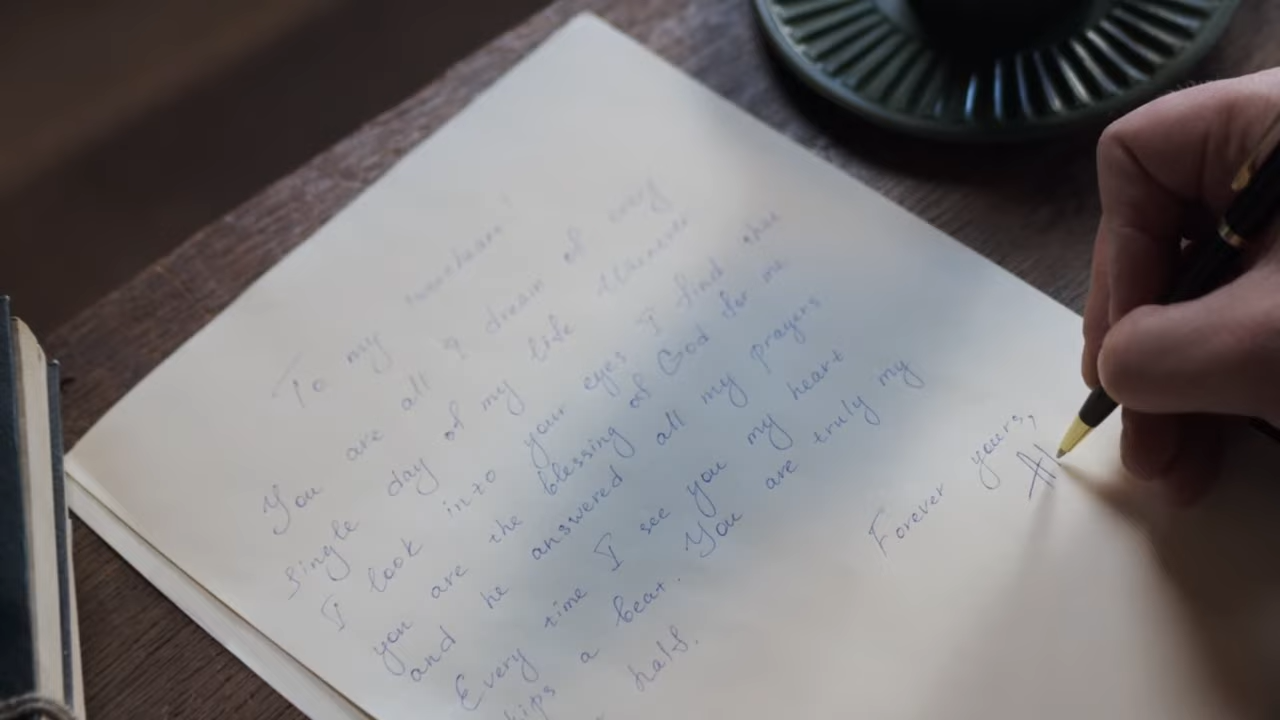 To my sweetheart!
You are all I dream of every
single day of my life
I look into your eyes I find that
you are the blessing of God for me
and he answered all my prayers
Every time I see you my heart
skips a beat. You are truly my
half.
Forever yours,